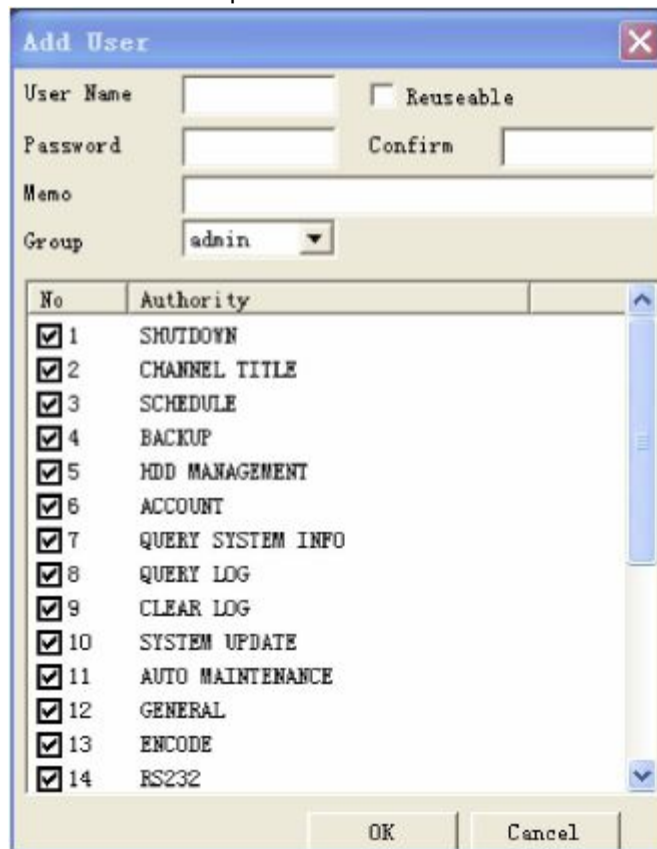 Add User
User Name Reuseable
Password Confirm
Memo
Group admin
No Authority
1 SHUTDOWN
2 CHANNEL TITLE
3 SCHEDULE
4 BACKUP
5 HDD MANAGEMENT
6 ACCOUNT
7 QUERY SYSTEM INFO
8 QUERY LOG
9 CLEAR LOG
10 SYSTEM UPDATE
11 AUTO MAINTENANCE
12 GENERAL
13 ENCODE
14 RS232
OK Cancel